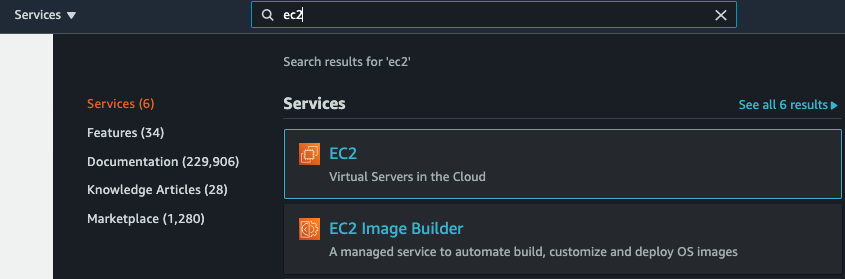 Services ▼
ec2
Search results for 'ec2'
Services (6)
Features (34)
Documentation (229,906)
Knowledge Articles (28)
Marketplace (1,280)
Services
See all 6 results ▶
EC2
Virtual Servers in the Cloud
EC2 Image Builder
A managed service to automate build, customize and deploy OS images